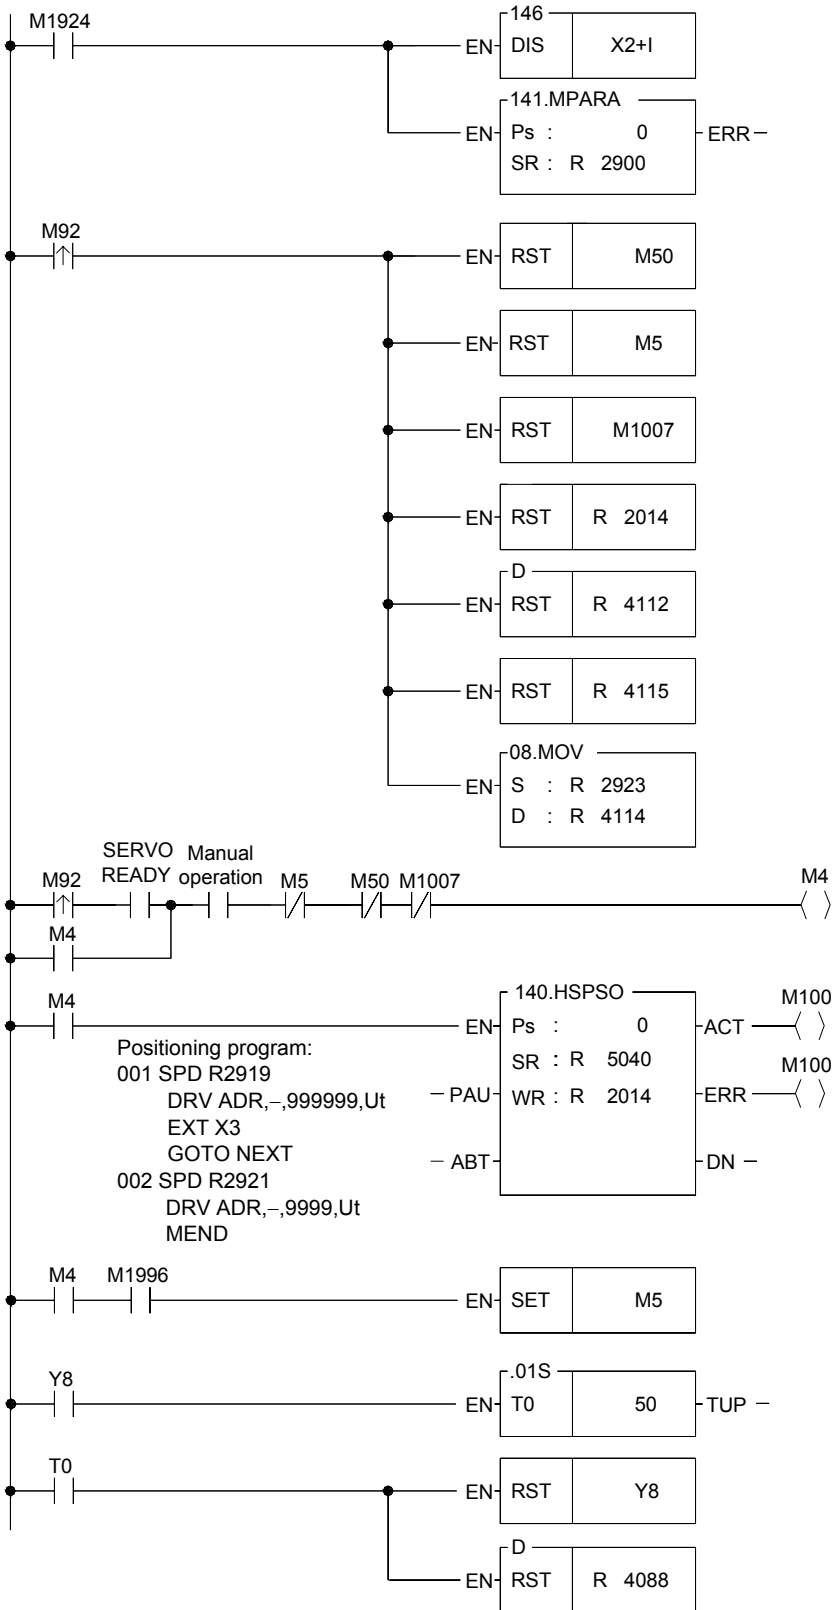 M1924
146
EN DIS X2+I
141.MPARA
EN Ps : 0 ERR
SR : R 2900
M92
EN RST M50
EN RST M5
EN RST M1007
EN RST R 2014
D
EN RST R 4112
EN RST R 4115
08.MOV
EN S : R 2923
D : R 4114
SERVO READY
Manual operation
M92 M5 M50 M1007 M4
M4
M4
140.HSPSO
M100
EN Ps : 0 ACT
SR : R 5040
M100
PAU WR : R 2014 ERR
ABT DN
Positioning program:
001 SPD R2919
DRV ADR,–,999999,Ut
EXT X3
GOTO NEXT
002 SPD R2921
DRV ADR,–,9999,Ut
MEND
M4 M1996
EN SET M5
Y8
.01S
EN T0 50 TUP
T0
EN RST Y8
D
EN RST R 4088